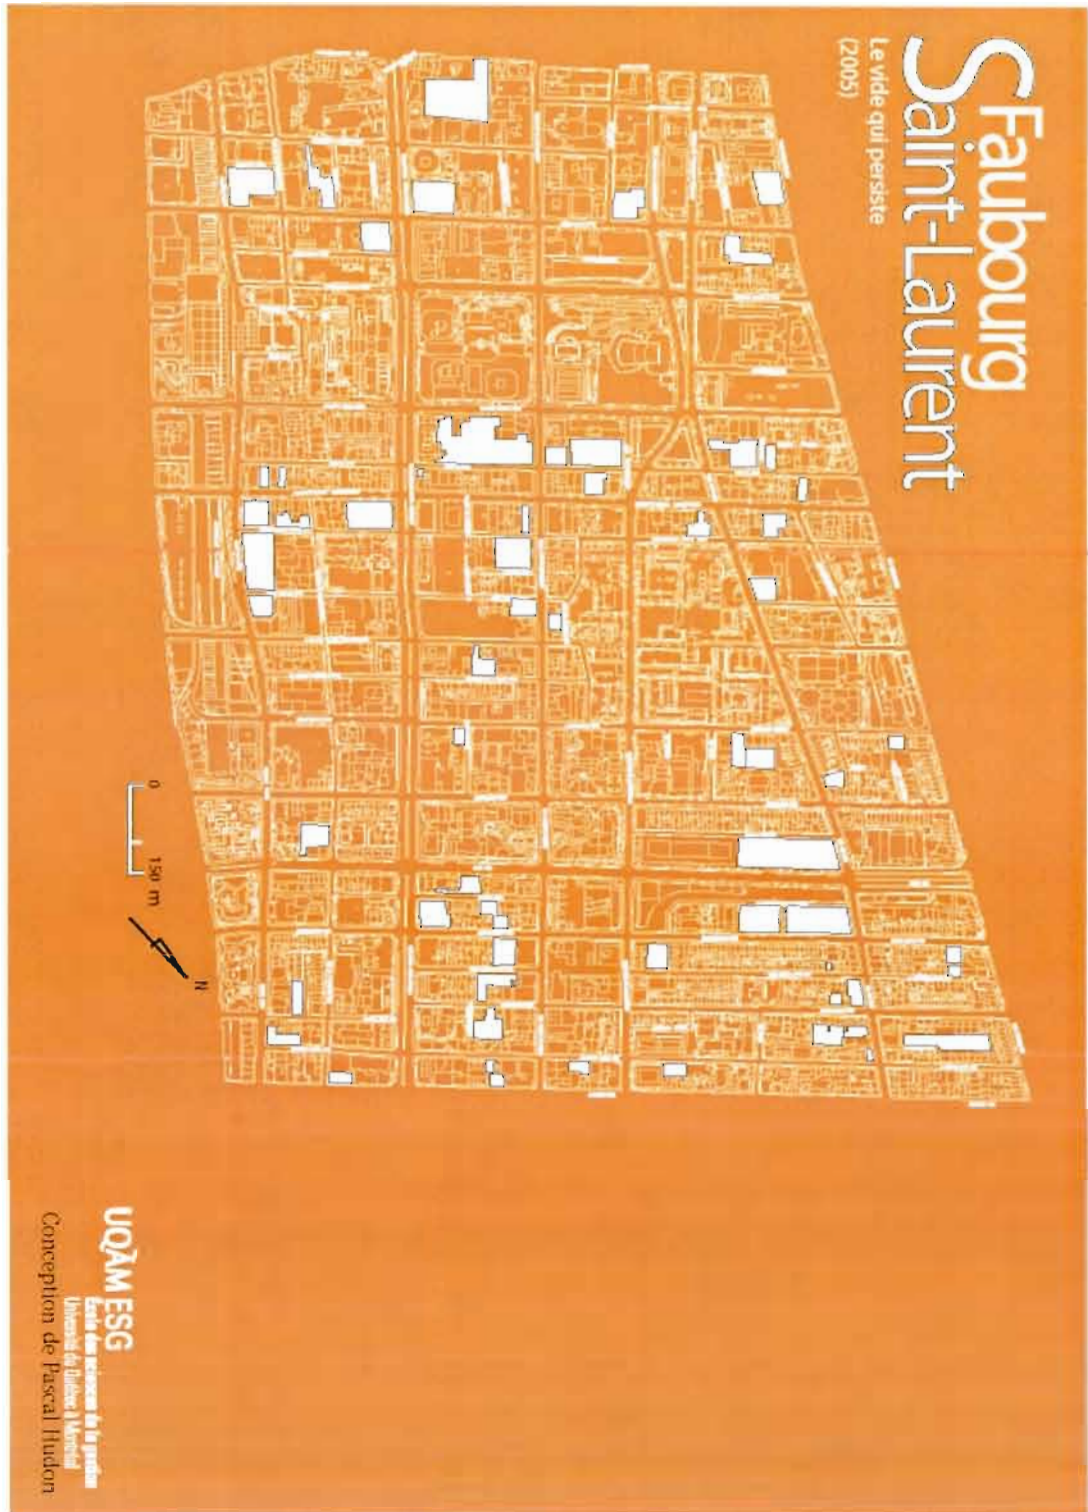 Faubourg
Saint-Laurent
Le vide qui persiste
(2005)
0 150 m
N
UQÀM ESG
École des sciences de la gestion
Université du Québec à Montréal
Conception de Pascal Hudon